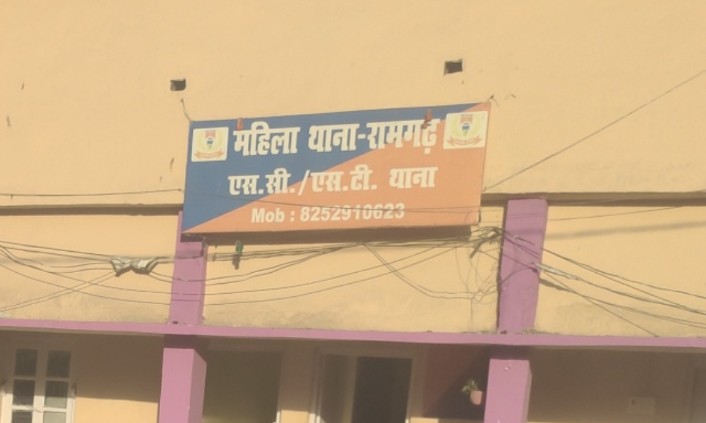 महिला थाना-रामगढ़
एस.सी./एस.टी. थाना
Mob : 8252910623